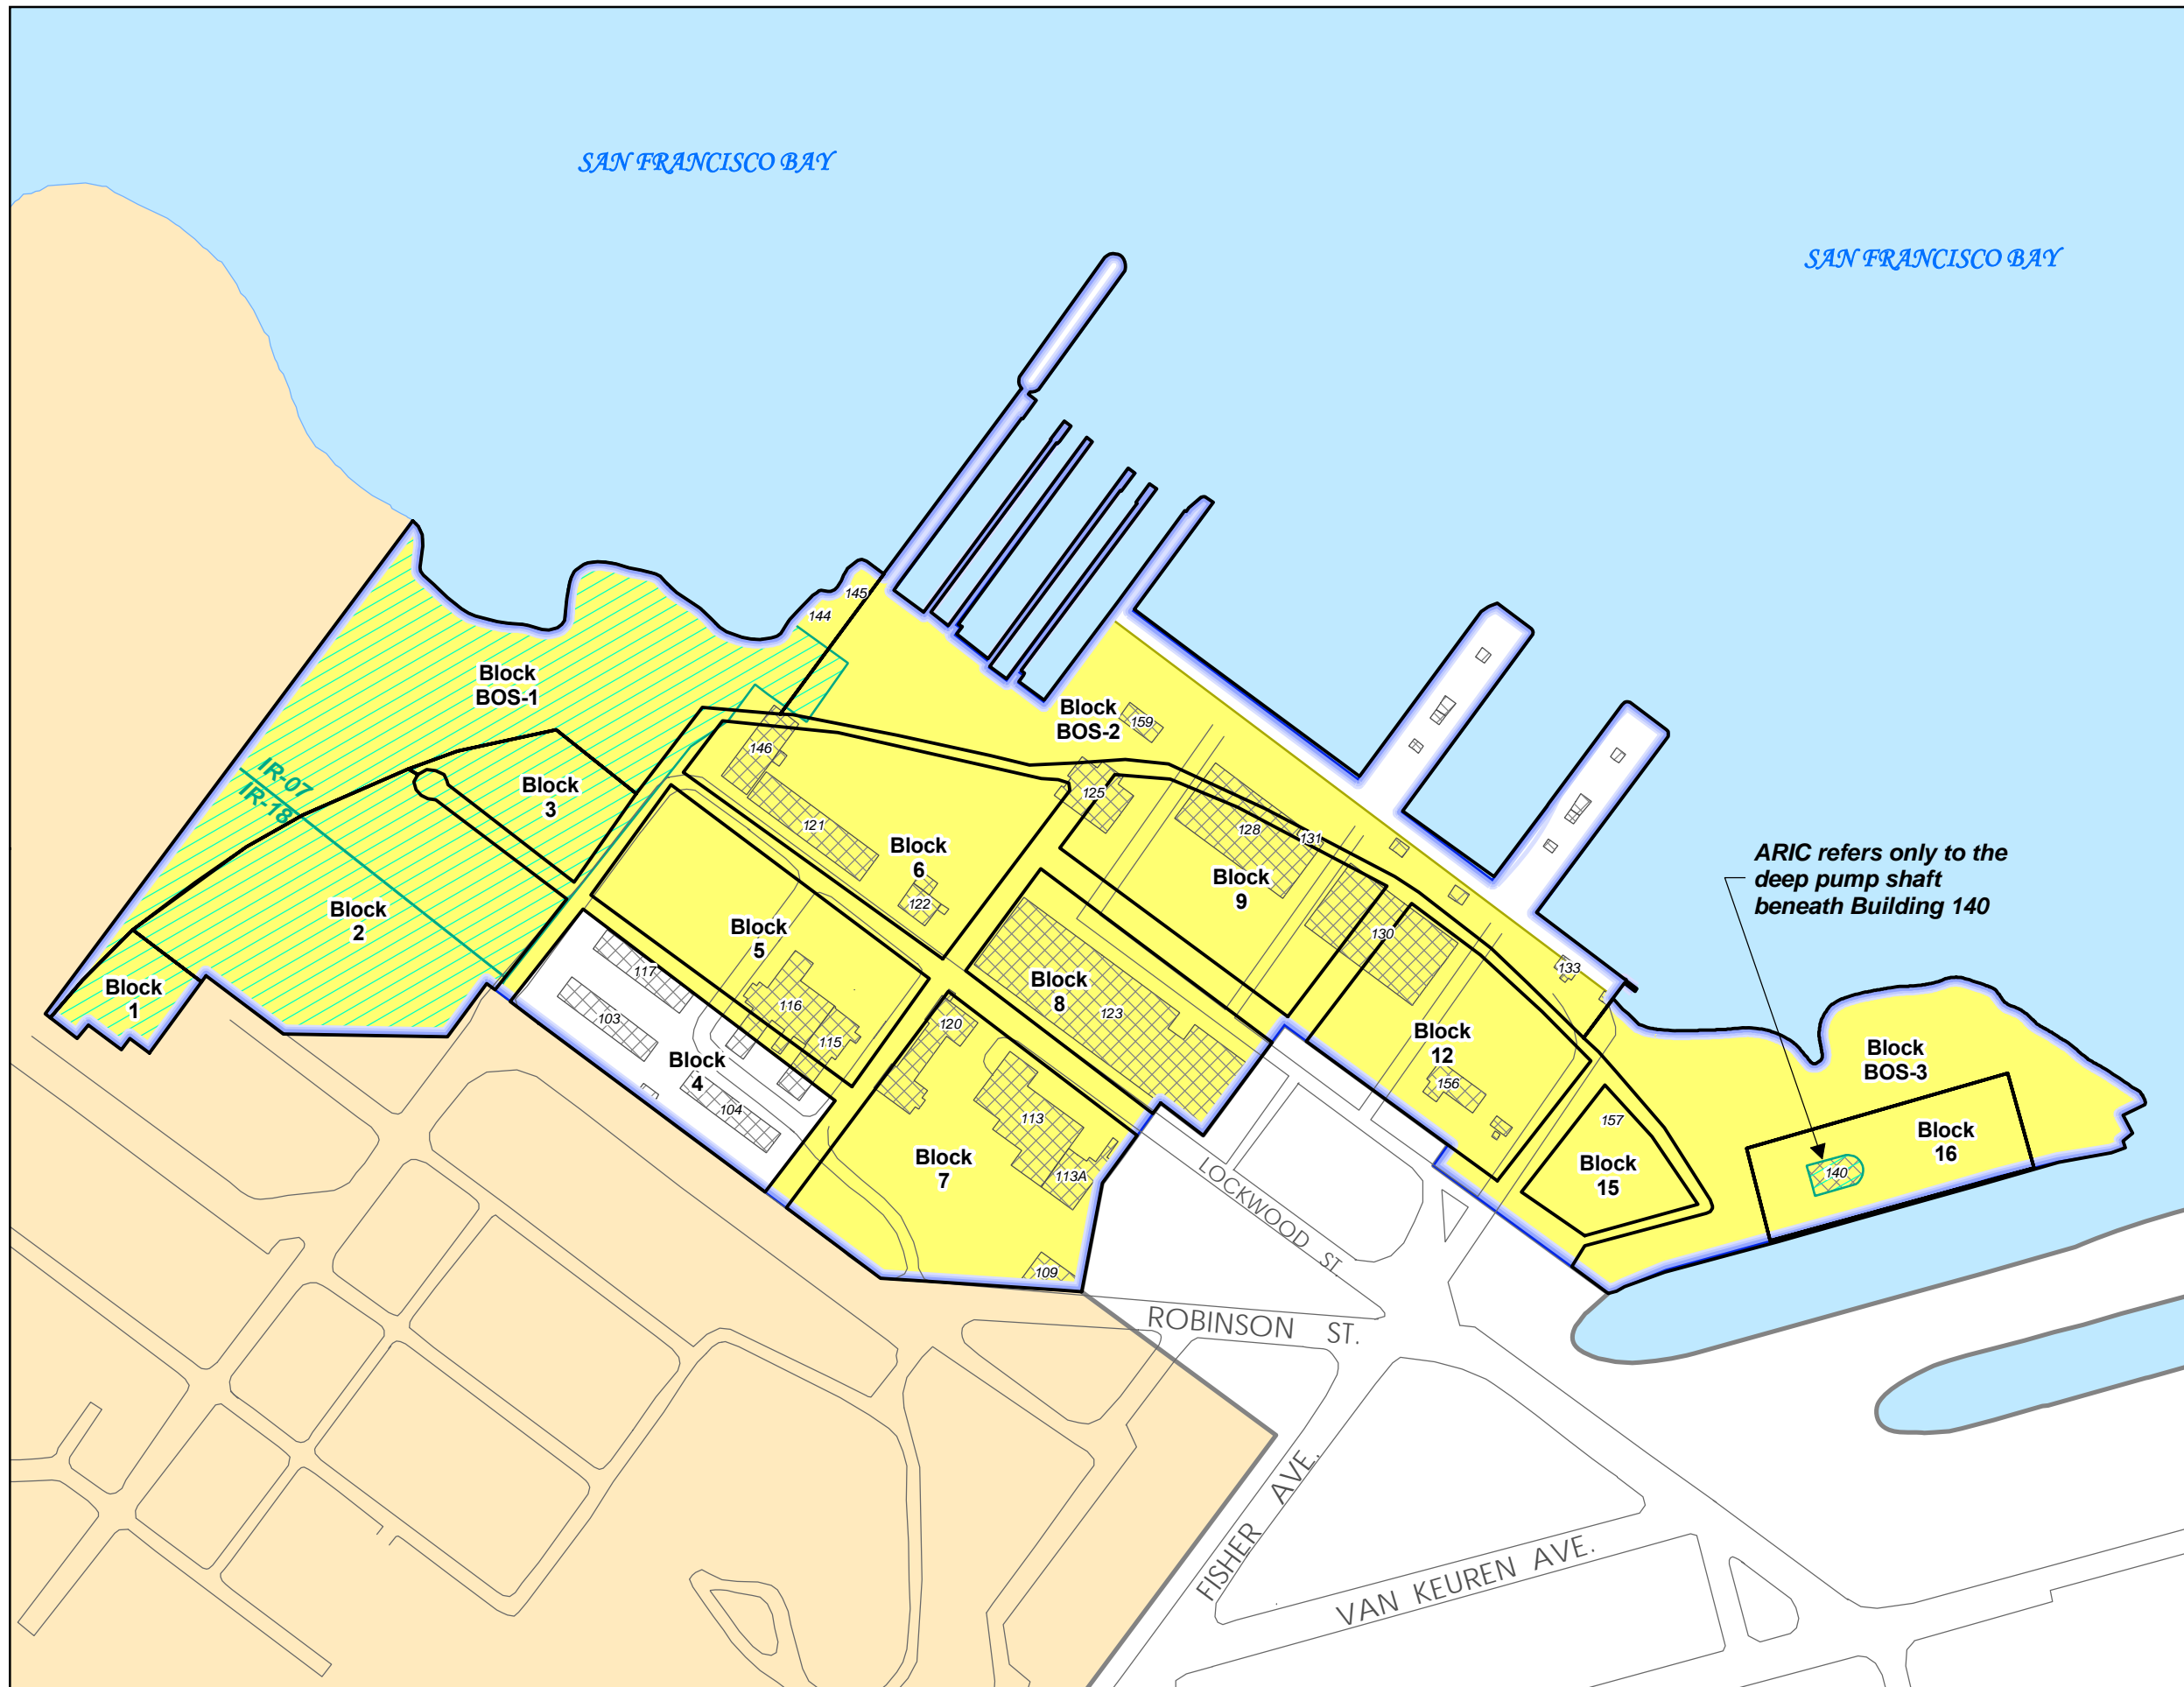 SAN FRANCISCO BAY
SAN FRANCISCO BAY
145
144
Block
BOS-1
Block
BOS-2
159
146
IR-07
IR-18
Block
3
125
121
128
131
Block
6
Block
9
ARIC refers only to the
deep pump shaft
beneath Building 140
Block
2
122
Block
5
130
117
Block
8
133
Block
1
116
103
123
120
115
Block
12
Block
BOS-3
Block
4
156
104
113
157
Block
16
Block
7
113A
Block
15
140
LOCKWOOD ST.
109
ROBINSON ST.
FISHER AVE.
VAN KEUREN AVE.